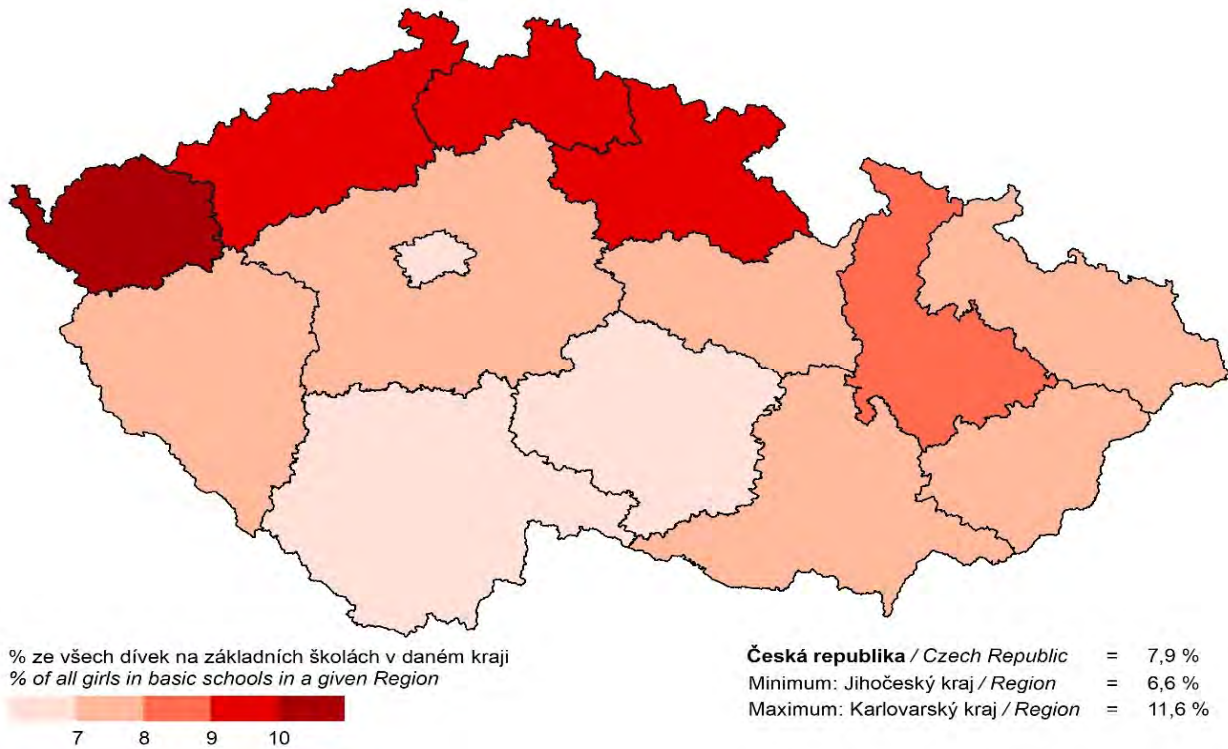 % ze všech dívek na základních školách v daném kraji
% of all girls in basic schools in a given Region
7 8 9 10
Česká republika / Czech Republic = 7,9 %
Minimum: Jihočeský kraj / Region = 6,6 %
Maximum: Karlovarský kraj / Region = 11,6 %